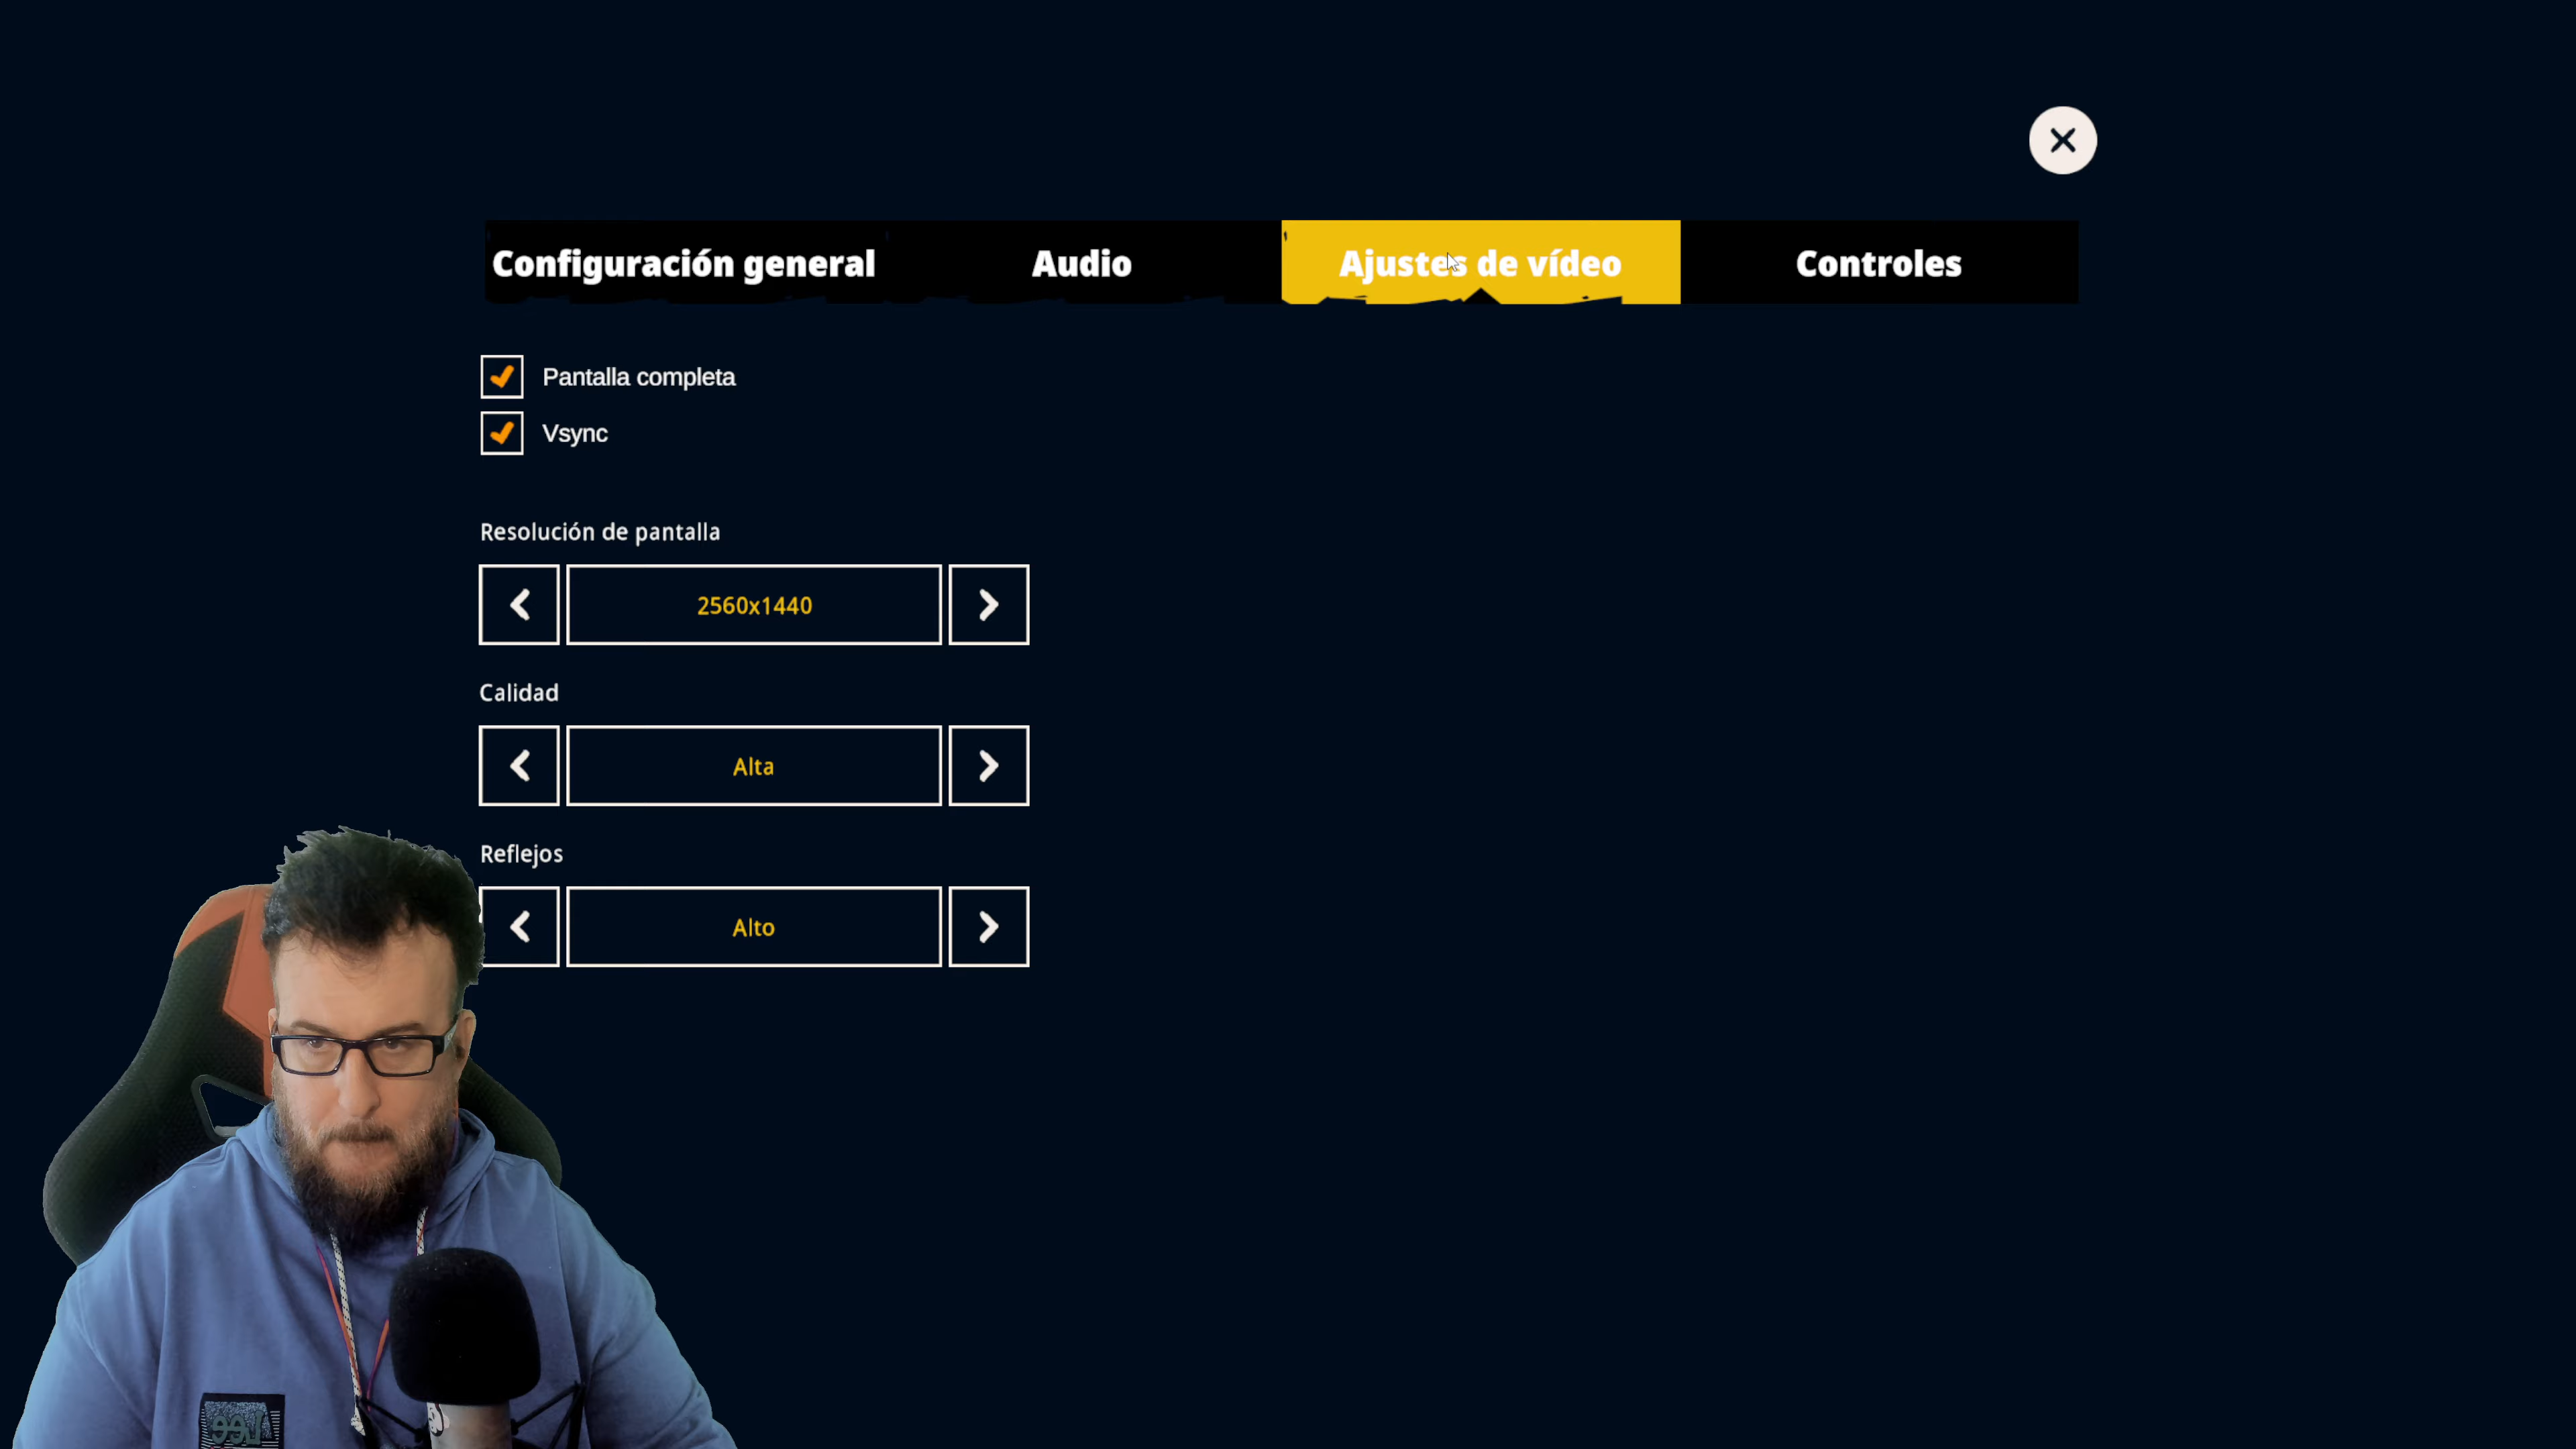 Configuración general
Audio
Ajustes de vídeo
Controles
Pantalla completa
Vsync
Resolución de pantalla
2560x1440
Calidad
Alta
Reflejos
Alto